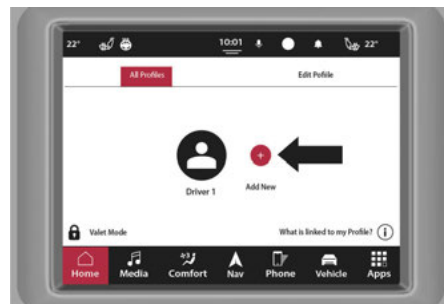 22° 10:01 22°
All Profiles Edit Pofile
Driver 1 Add New
Valet Mode What is linked to my Profile? i
Home Media Comfort Nav Phone Vehicle Apps